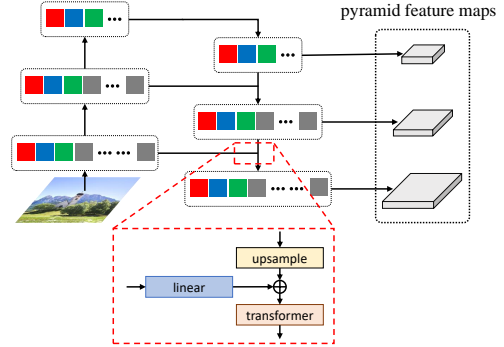 pyramid feature maps
upsample
linear
transformer